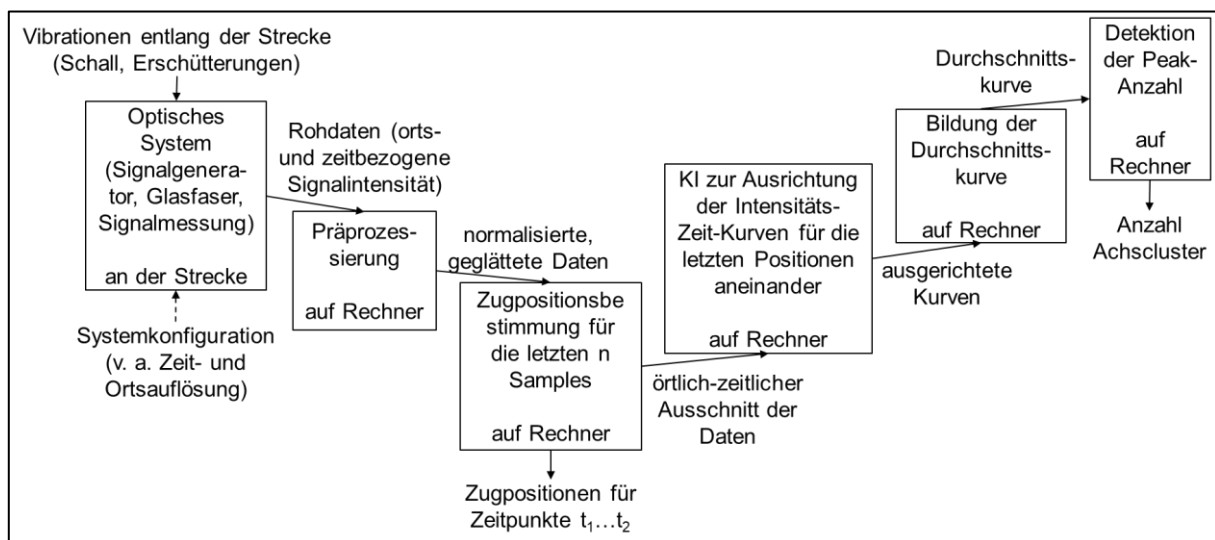 Vibrationen entlang der Strecke
(Schall, Erschütterungen)
Optisches
System
(Signalgenera-
tor, Glasfaser,
Signalmessung)
an der Strecke
Systemkonfiguration
(v. a. Zeit- und
Ortsauflösung)
Rohdaten (orts-
und zeitbezogene
Signalintensität)
Präprozes-
sierung
auf Rechner
normalisierte,
geglättete Daten
Zugpositionsbe
stimmung für
die letzten n
Samples
auf Rechner
Zugpositionen für
Zeitpunkte t₁…t₂
örtlich-zeitlicher
Ausschnitt der
Daten
KI zur Ausrichtung
der Intensitäts-
Zeit-Kurven für die
letzten Positionen
aneinander
auf Rechner
ausgerichtete
Kurven
Bildung der
Durchschnitts-
kurve
auf Rechner
Durchschnitts-
kurve
Detektion
der Peak-
Anzahl
auf
Rechner
Anzahl
Achscluster